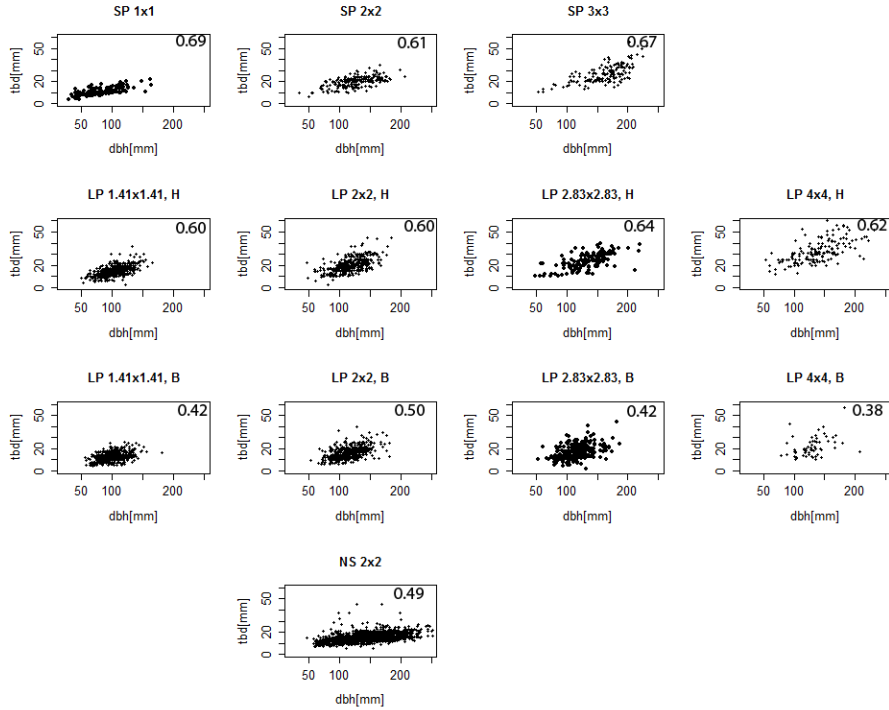 SP 1x1
SP 2x2
SP 3x3
0.69
0.61
0.67
tbd[mm]
0 20 50
tbd[mm]
0 20 50
tbd[mm]
0 20 50
50 100 200
50 100 200
50 100 200
dbh[mm]
dbh[mm]
dbh[mm]
LP 1.41x1.41, H
LP 2x2, H
LP 2.83x2.83, H
LP 4x4, H
0.60
0.60
0.64
0.62
tbd[mm]
0 20 50
tbd[mm]
0 20 50
tbd[mm]
0 20 50
tbd[mm]
0 20 50
50 100 200
50 100 200
50 100 200
50 100 200
dbh[mm]
dbh[mm]
dbh[mm]
dbh[mm]
LP 1.41x1.41, B
LP 2x2, B
LP 2.83x2.83, B
LP 4x4, B
0.42
0.50
0.42
0.38
tbd[mm]
0 20 50
tbd[mm]
0 20 50
tbd[mm]
0 20 50
tbd[mm]
0 20 50
50 100 200
50 100 200
50 100 200
50 100 200
dbh[mm]
dbh[mm]
dbh[mm]
dbh[mm]
NS 2x2
0.49
tbd[mm]
0 20 50
50 100 200
dbh[mm]